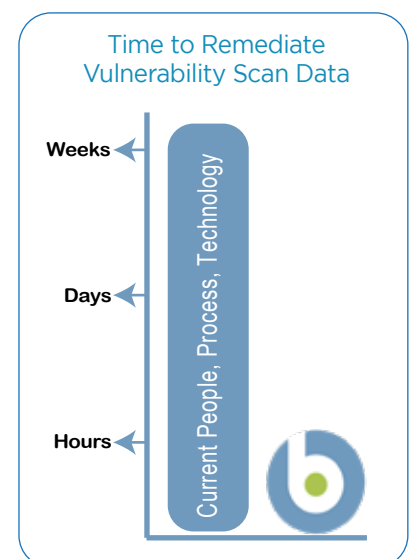 Time to Remediate
Vulnerability Scan Data
Weeks
Days
Hours
Current People, Process, Technology
b